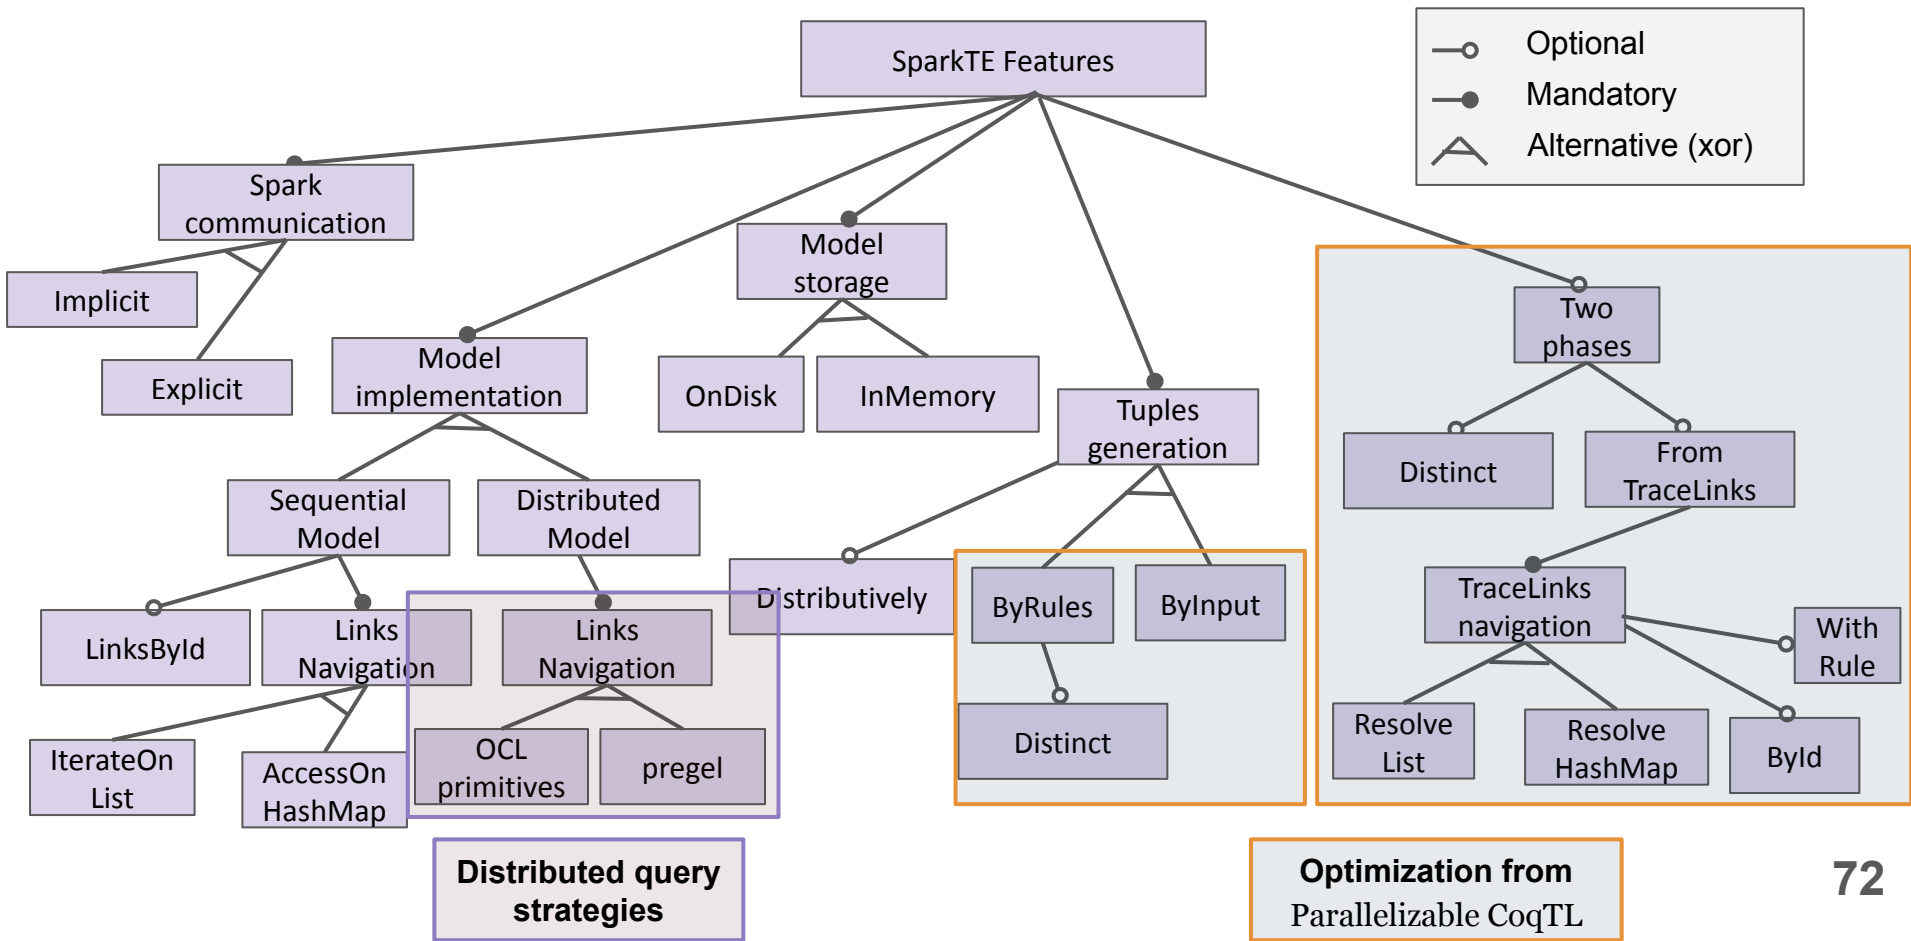 SparkTE Features
Optional
Mandatory
Alternative (xor)
Spark
communication
Implicit
Explicit
Model
implementation
Model
storage
OnDisk
InMemory
Tuples
generation
Two
phases
Distinct
From
TraceLinks
Sequential
Model
Distributed
Model
LinksById
Links
Navigation
Links
Navigation
Distributively
ByRules
ByInput
TraceLinks
navigation
With
Rule
IterateOn
List
AccessOn
HashMap
OCL
primitives
pregel
Distinct
Resolve
List
Resolve
HashMap
ById
Distributed query
strategies
Optimization from
Parallelizable CoqTL
72